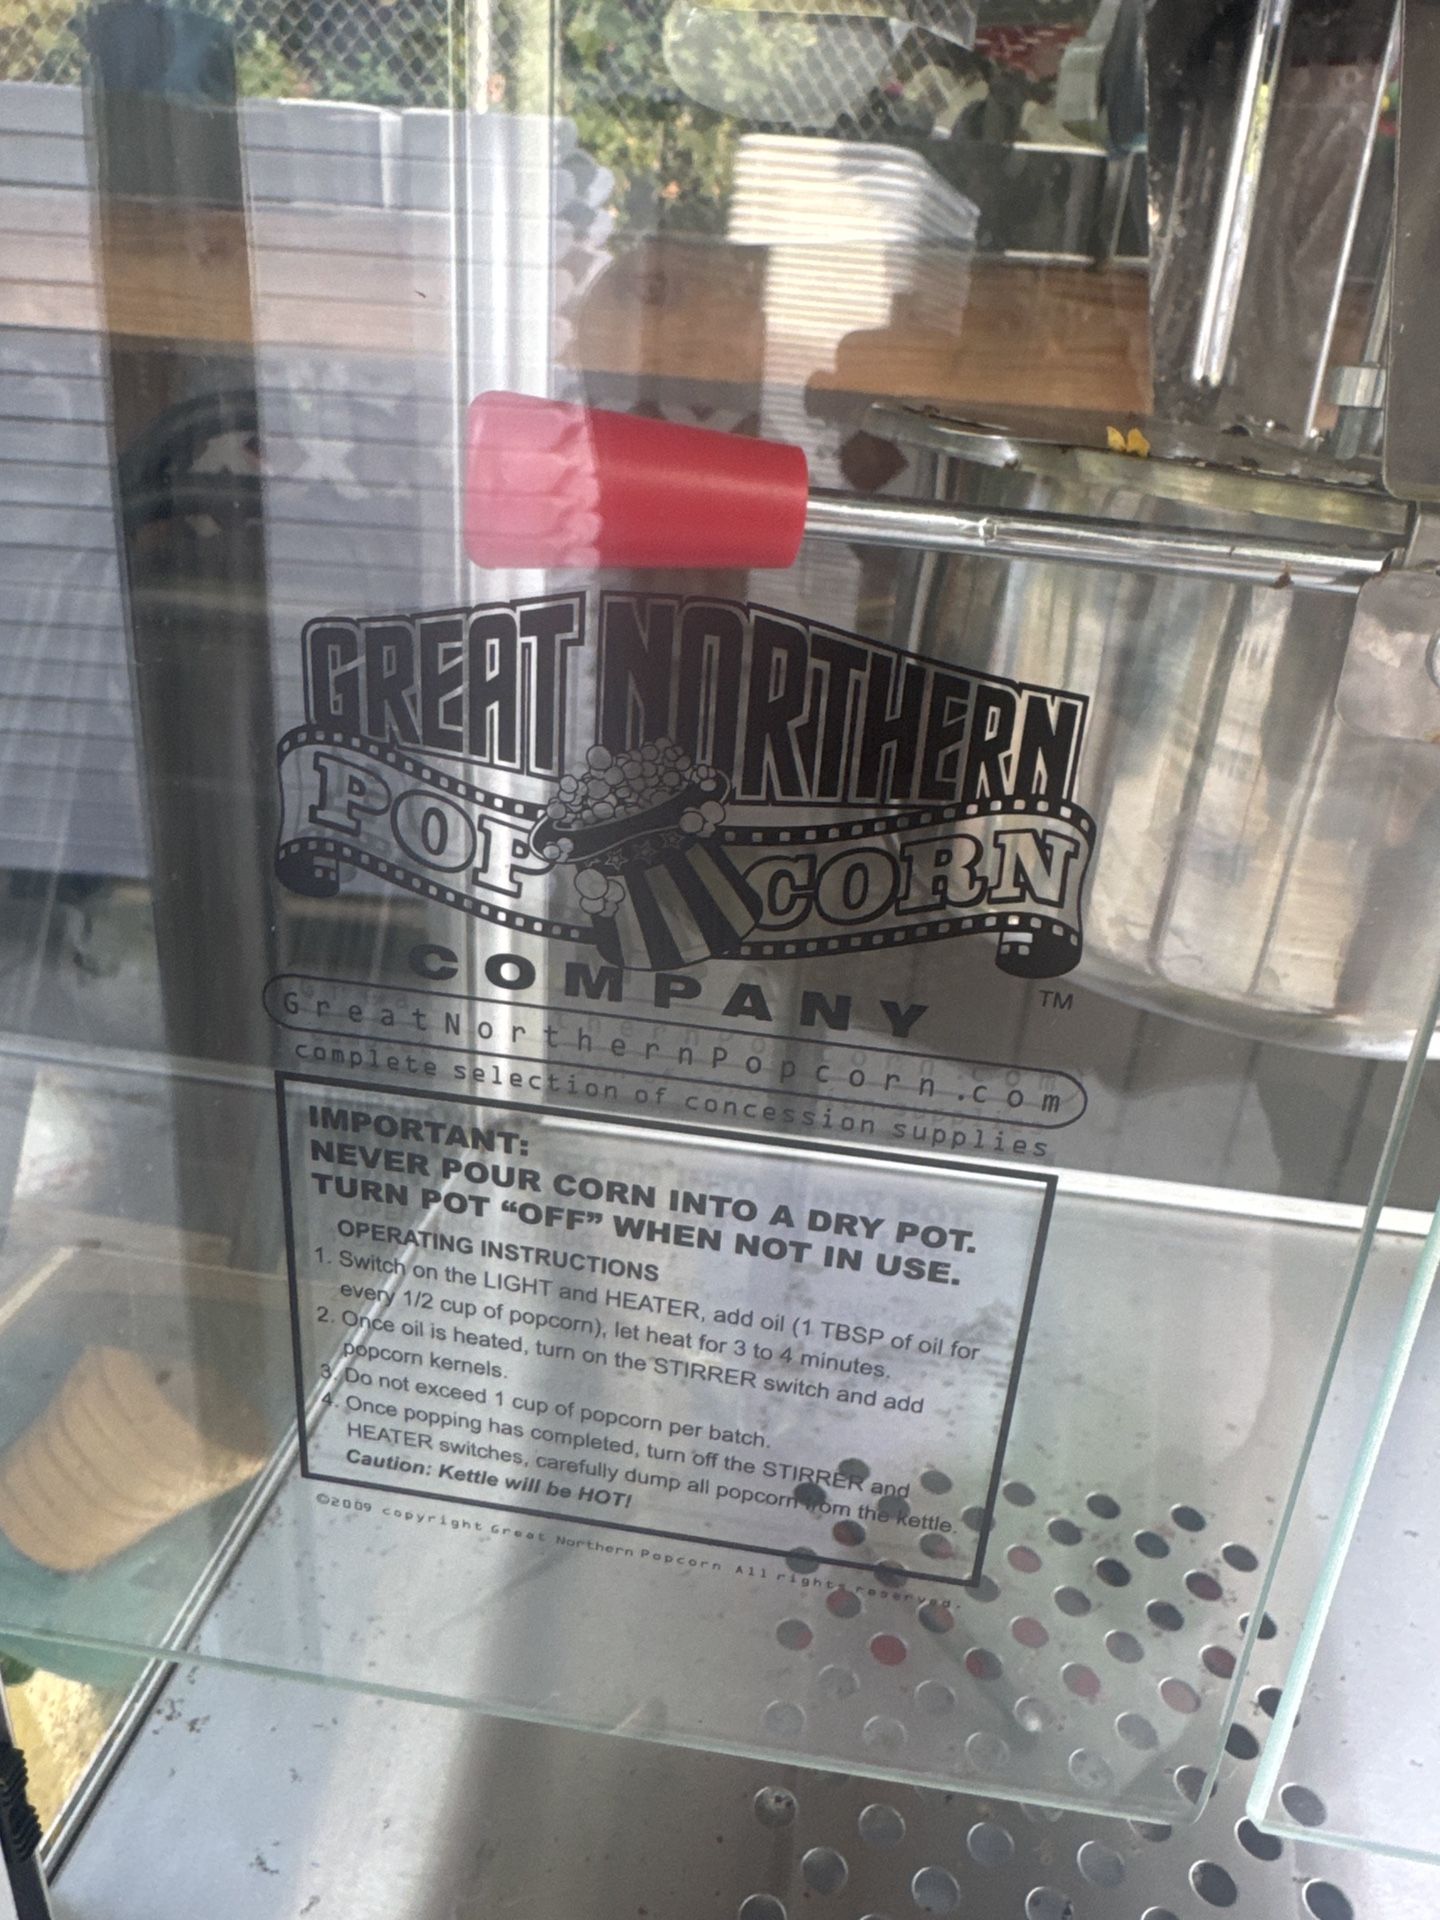 GREAT NORTHERN
POPCORN
COMPANY
TM
GreatNorthernPopcorn.com
complete selection of concession supplies
IMPORTANT:
NEVER POUR CORN INTO A DRY POT.
TURN POT “OFF” WHEN NOT IN USE.
OPERATING INSTRUCTIONS
1. Switch on the LIGHT and HEATER, add oil (1 TBSP of oil for
every 1/2 cup of popcorn), let heat for 3 to 4 minutes.
2. Once oil is heated, turn on the STIRRER switch and add
popcorn kernels.
3. Do not exceed 1 cup of popcorn per batch.
4. Once popping has completed, turn off the STIRRER and
HEATER switches, carefully dump all popcorn from the kettle.
Caution: Kettle will be HOT!
©2009 copyright Great Northern Popcorn All rights reserved.